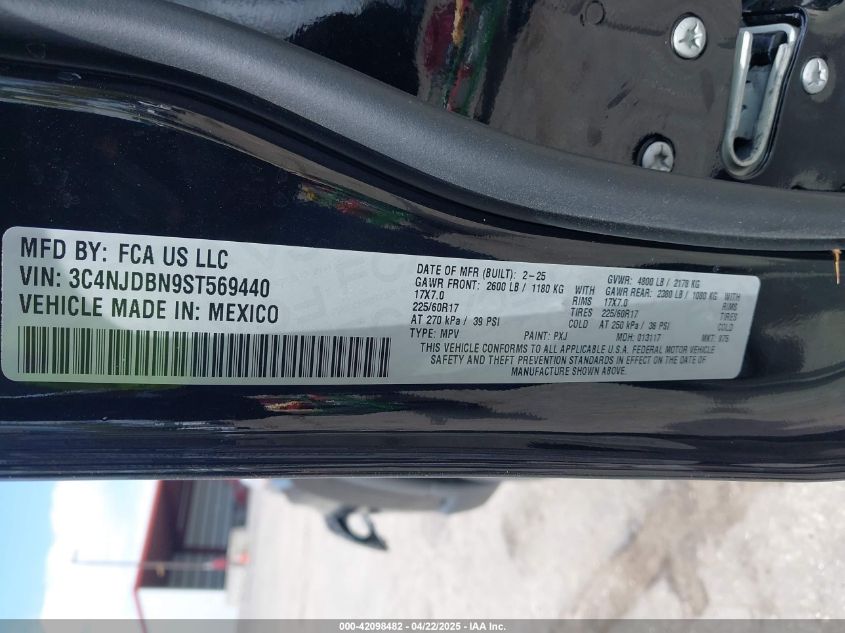 MFD BY: FCA US LLC
VIN: 3C4NJDBN9ST569440
VEHICLE MADE IN: MEXICO
DATE OF MFR (BUILT): 2-25 GVWR: 4800 LB / 2178 KG
GAWR FRONT: 2600 LB / 1180 KG WITH GAWR REAR: 2380 LB / 1080 KG WITH
17X7.0 RIMS 17X7.0 RIMS
225/60R17 TIRES 225/60R17 TIRES
AT 270 kPa / 39 PSI COLD AT 250 kPa / 36 PSI COLD
TYPE: MPV PAINT: PXJ MDH: 013117 MKT: 975
THIS VEHICLE CONFORMS TO ALL APPLICABLE U.S.A. FEDERAL MOTOR VEHICLE
SAFETY AND THEFT PREVENTION STANDARDS IN EFFECT ON THE DATE OF
MANUFACTURE SHOWN ABOVE.
000-42098482 - 04/22/2025 - IAA Inc.